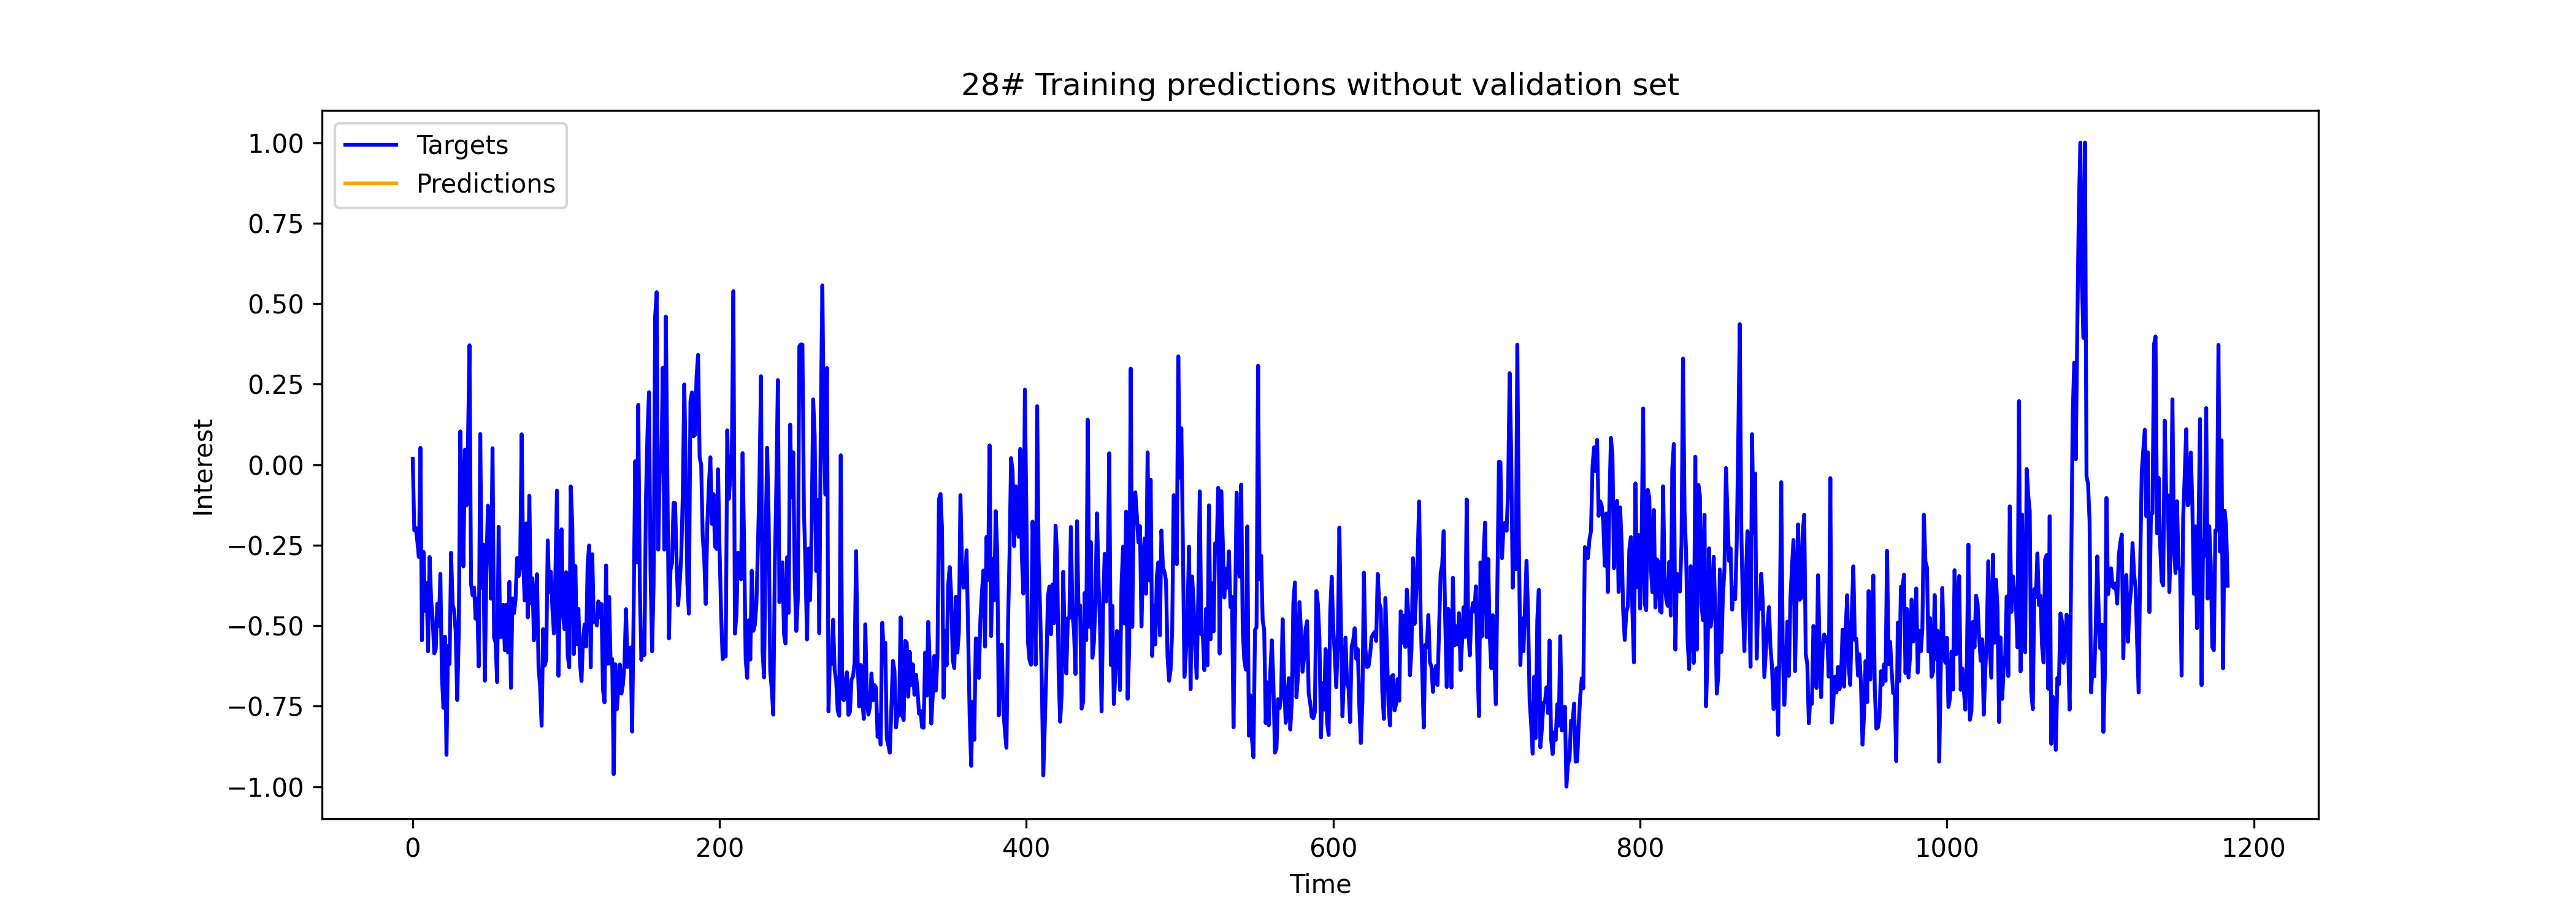 28# Training predictions without validation set
Targets
Predictions
1.00
0.75
0.50
0.25
0.00
−0.25
−0.50
−0.75
−1.00
Interest
0 200 400 600 800 1000 1200
Time